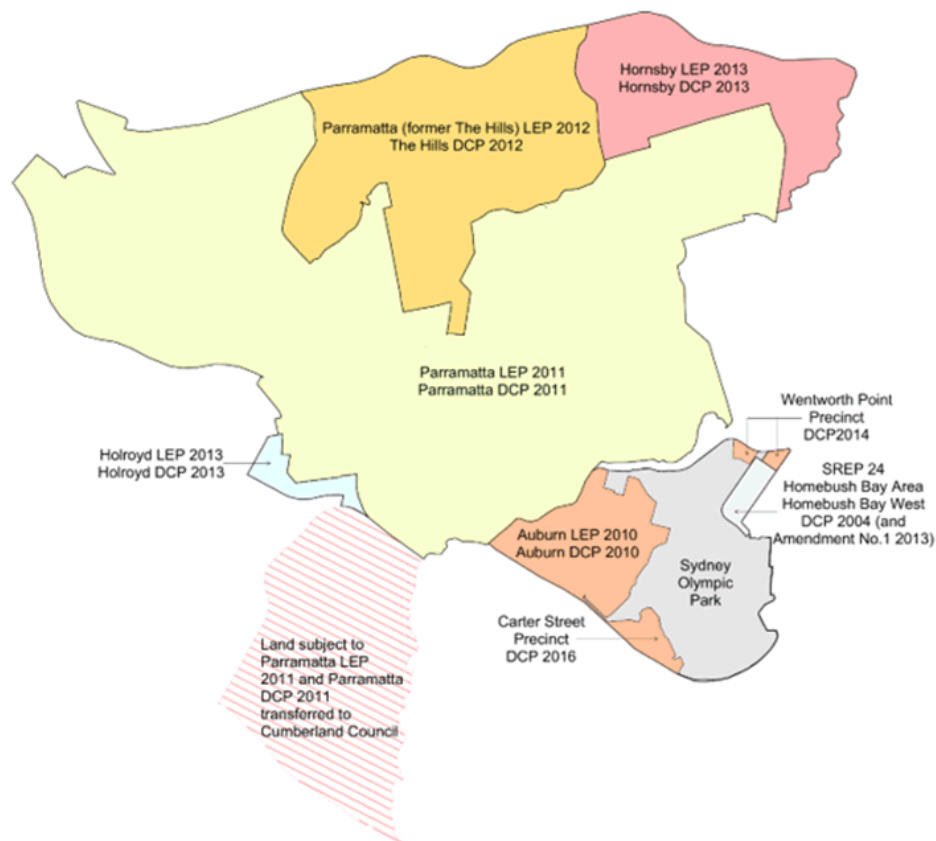 Hornsby LEP 2013
Hornsby DCP 2013
Parramatta (former The Hills) LEP 2012
The Hills DCP 2012
Parramatta LEP 2011
Parramatta DCP 2011
Wentworth Point
Precinct
DCP2014
Holroyd LEP 2013
Holroyd DCP 2013
SREP 24
Homebush Bay Area
Homebush Bay West
DCP 2004 (and
Amendment No.1 2013)
Auburn LEP 2010
Auburn DCP 2010
Sydney
Olympic
Park
Carter Street
Precinct
DCP 2016
Land subject to
Parramatta LEP
2011 and Parramatta
DCP 2011
transferred to
Cumberland Council